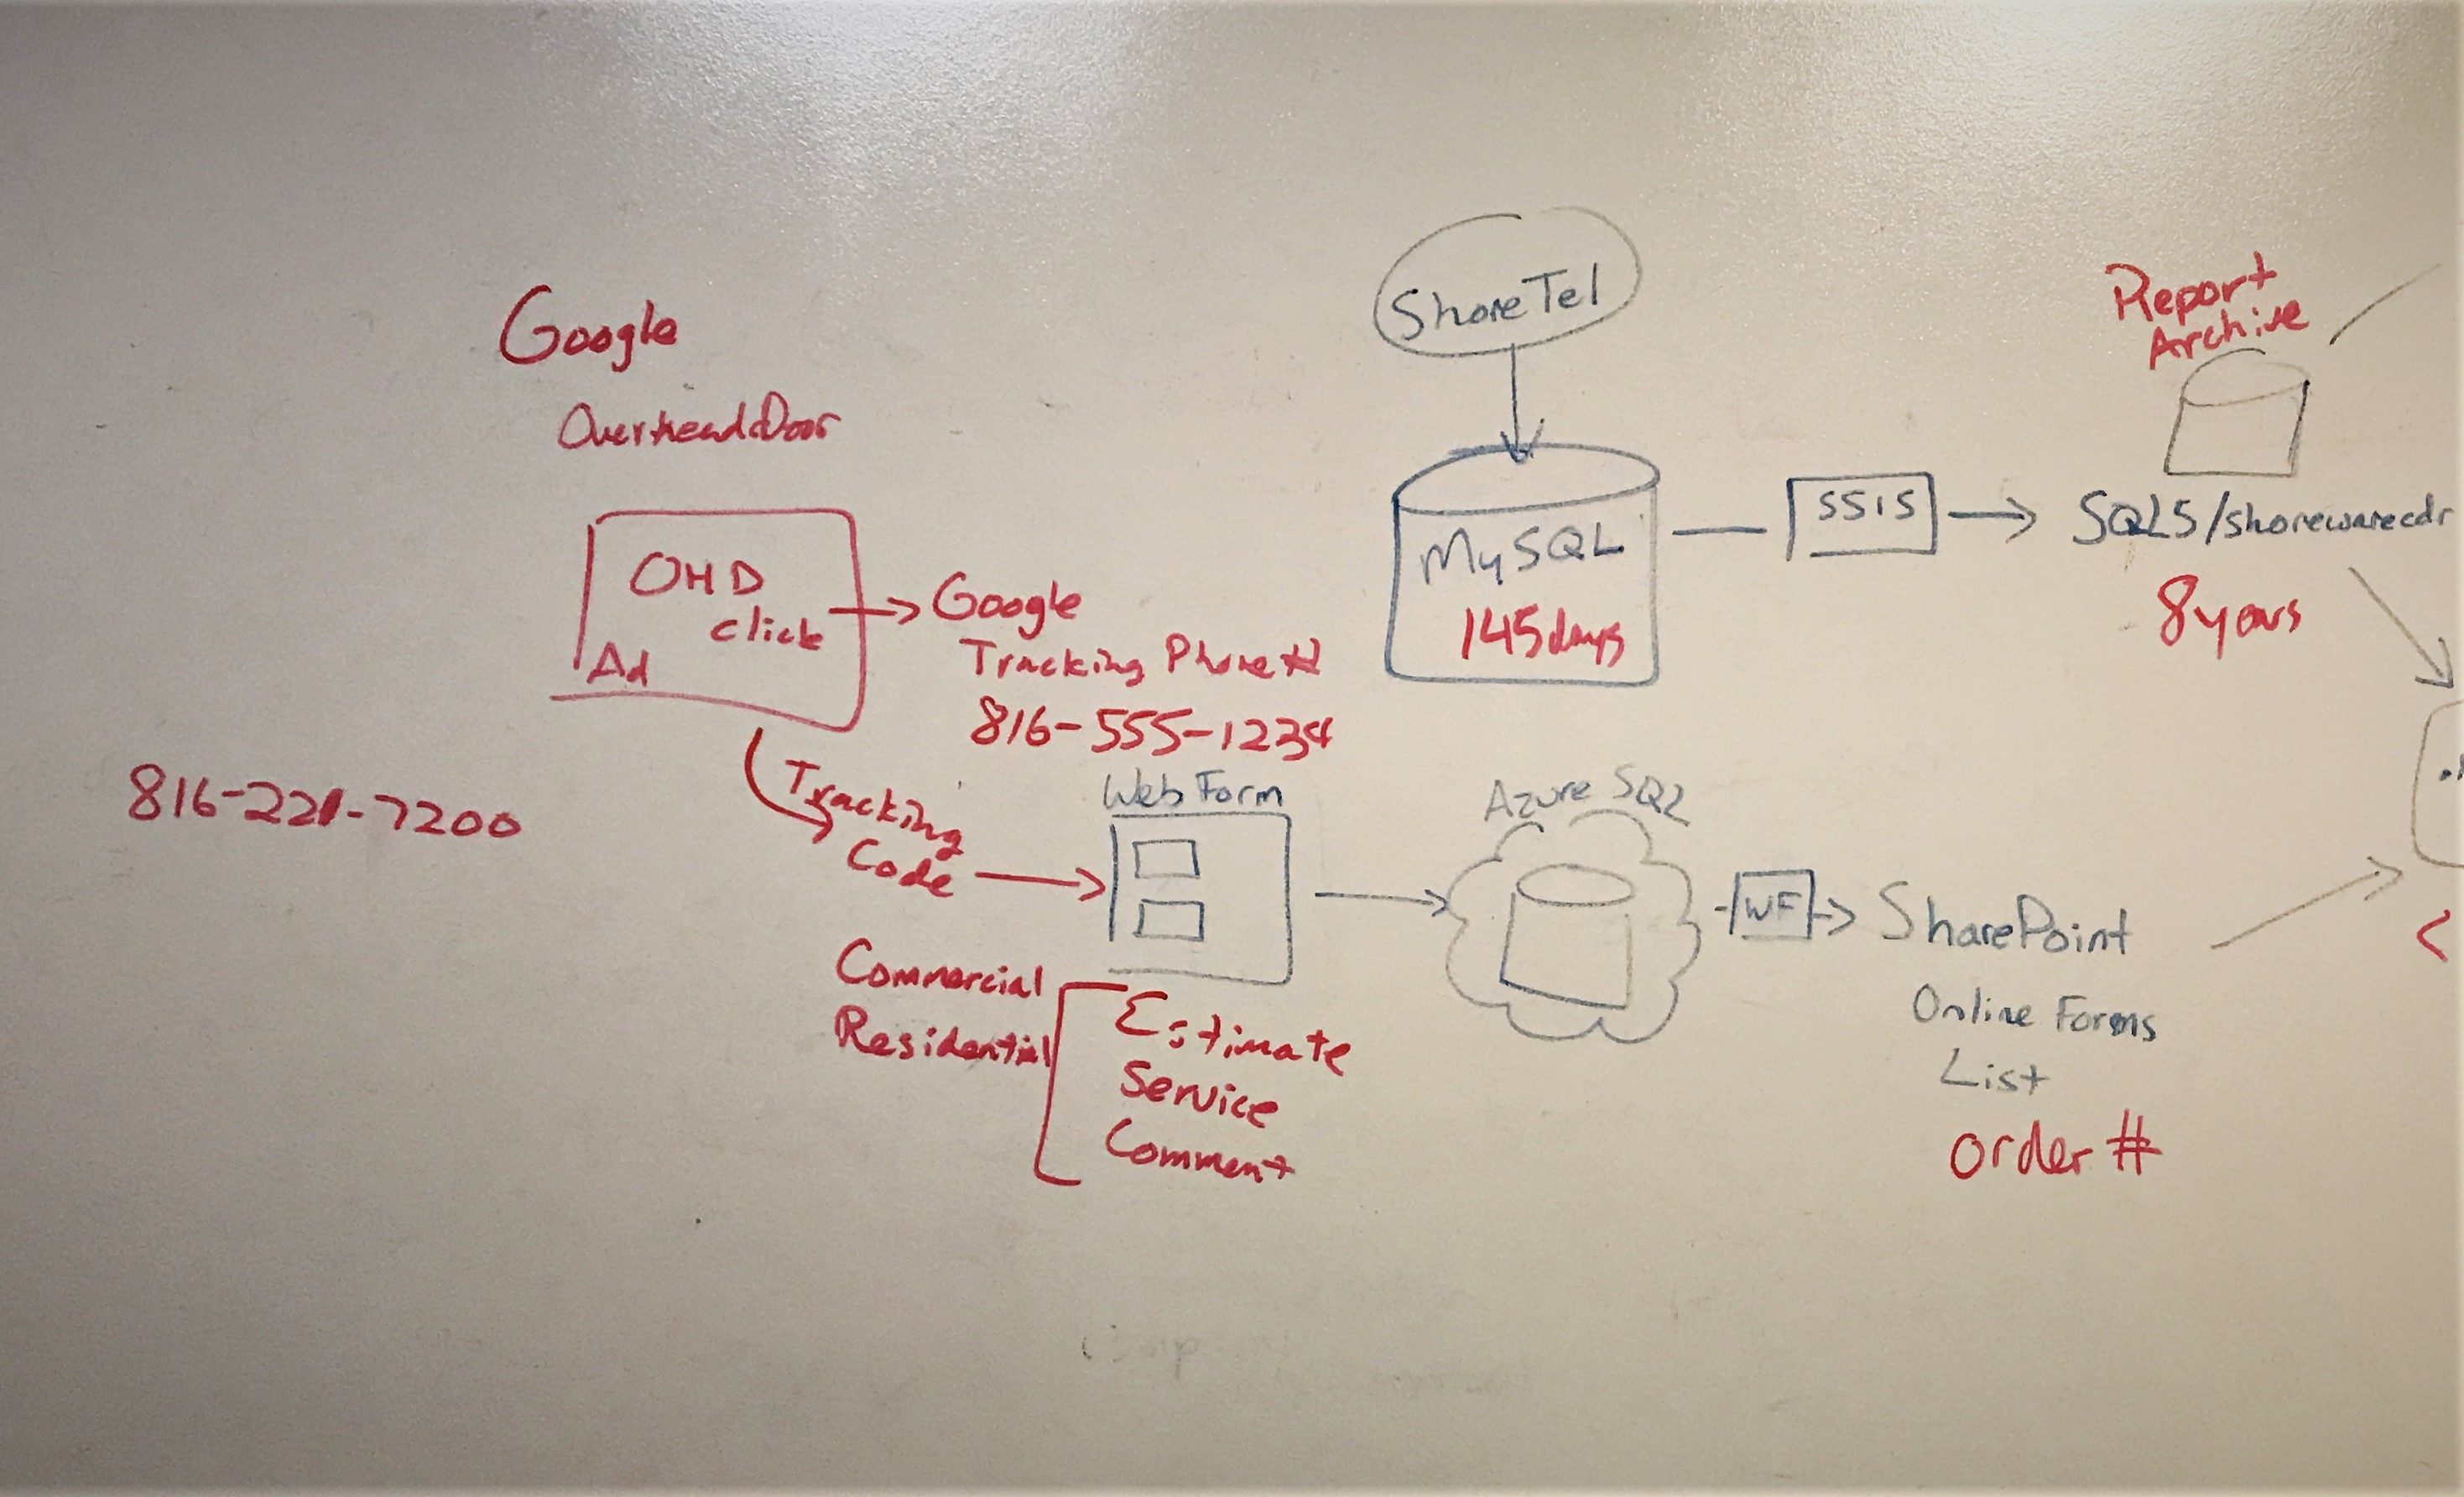 Google
OverheadDoor
OHD
click
Ad
Google
Tracking Phone #
816-555-1234
816-221-7200
Tracking
Code
Web Form
Commercial
Residential
Estimate
Service
Comment
ShoreTel
MySQL
145 days
SSIS
Report
Archive
SQL5/shorewarecdr
8 years
Azure SQL
WF
SharePoint
Online Forms
List
order #